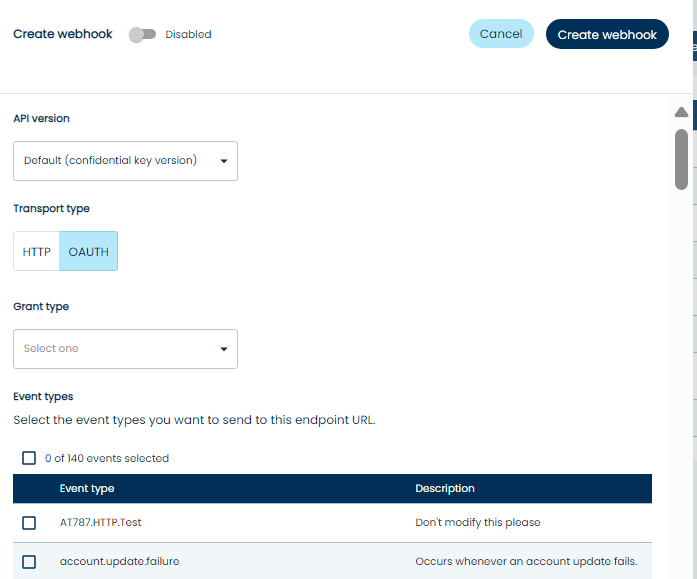 Create webhook Disabled Cancel Create webhook
API version
Default (confidential key version)
Transport type
HTTP OAUTH
Grant type
Select one
Event types
Select the event types you want to send to this endpoint URL.
0 of 140 events selected
Event type Description
AT787.HTTP.Test Don't modify this please
account.update.failure Occurs whenever an account update fails.